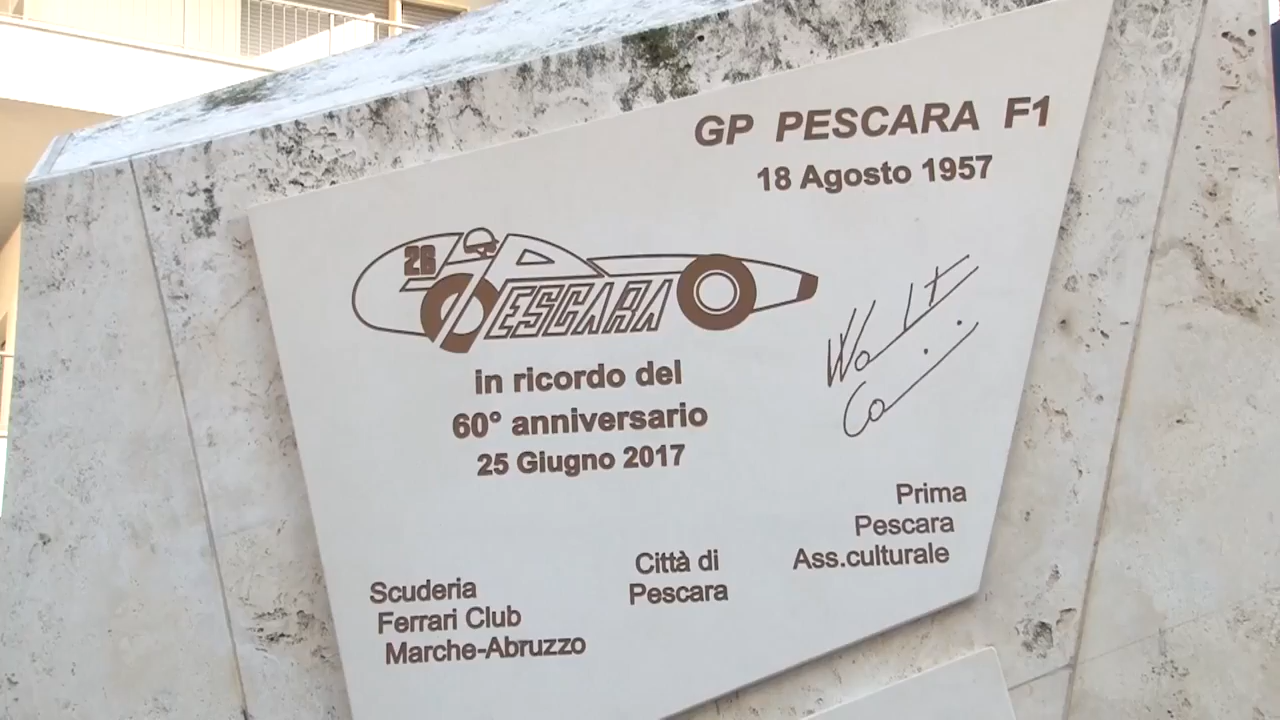 GP PESCARA F1
18 Agosto 1957
26
PESCARA
in ricordo del
60° anniversario
25 Giugno 2017
Prima
Pescara
Ass.culturale
Città di
Pescara
Scuderia
Ferrari Club
Marche-Abruzzo